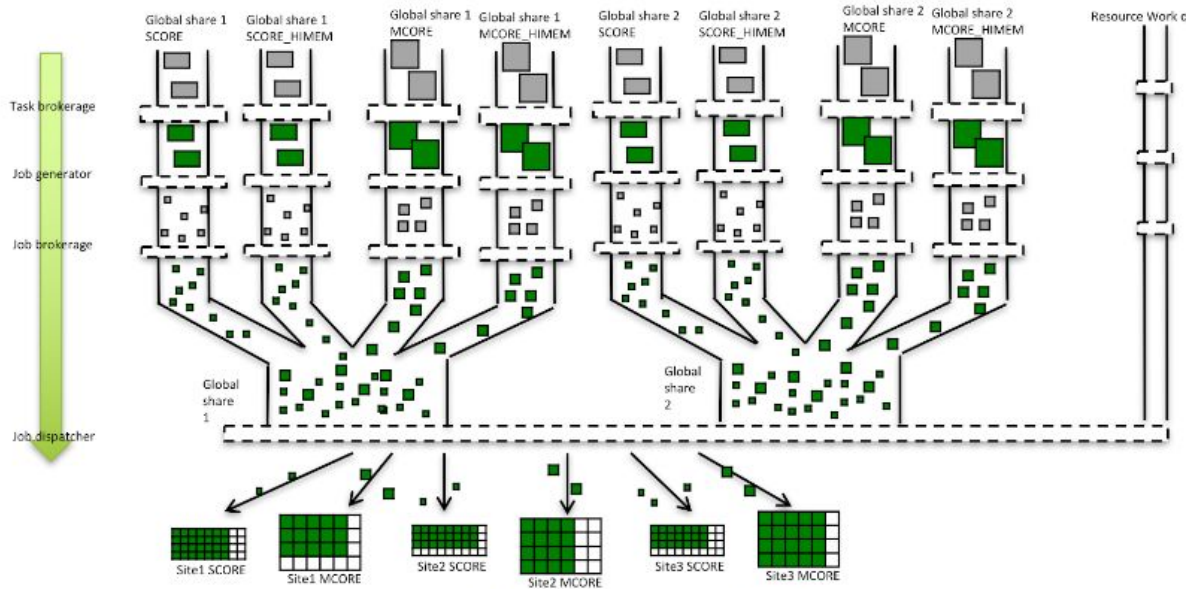 Global share 1
SCORE
Global share 1
SCORE_HIMEM
Global share 1
MCORE
Global share 1
MCORE_HIMEM
Global share 2
SCORE
Global share 2
SCORE_HIMEM
Global share 2
MCORE
Global share 2
MCORE_HIMEM
Resource Work
Task brokerage
Job generator
Job brokerage
Global
share
1
Global
share
2
Job dispatcher
Site1 SCORE
Site1 MCORE
Site2 SCORE
Site2 MCORE
Site3 SCORE
Site3 MCORE